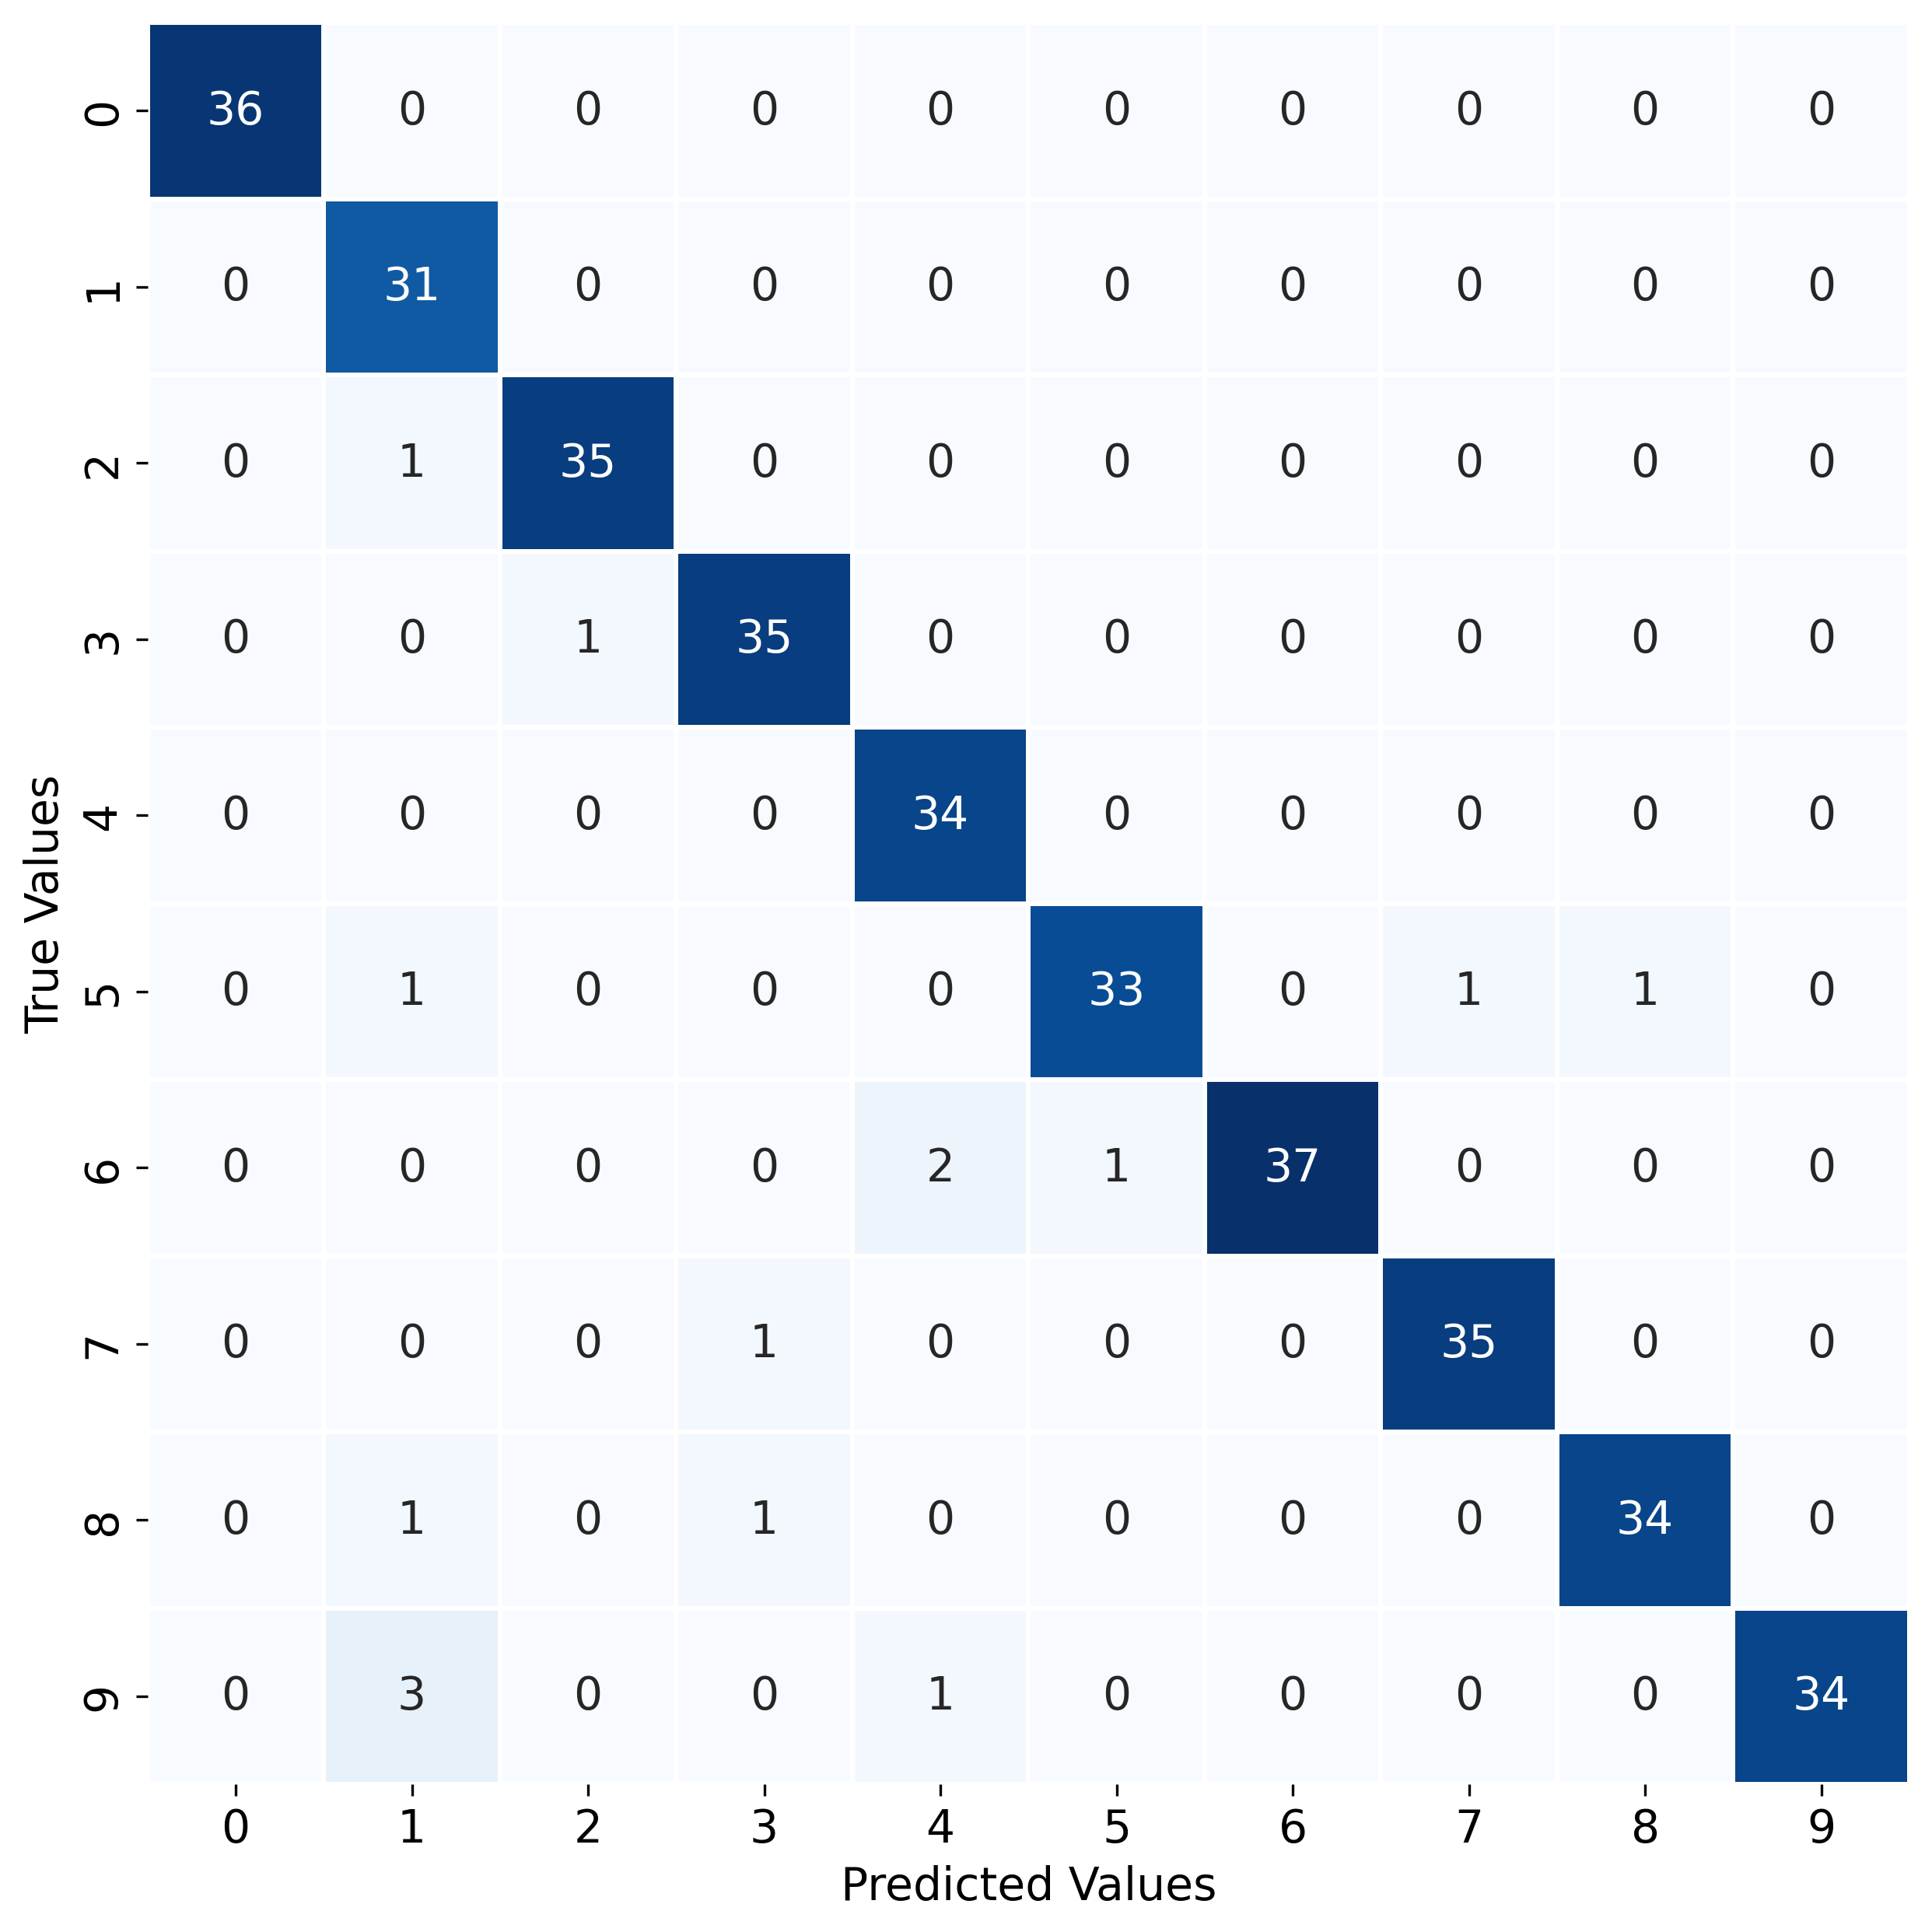 0 36 0 0 0 0 0 0 0 0 0
1 0 31 0 0 0 0 0 0 0 0
2 0 1 35 0 0 0 0 0 0 0
3 0 0 1 35 0 0 0 0 0 0
4 0 0 0 0 34 0 0 0 0 0
5 0 1 0 0 0 33 0 1 1 0
6 0 0 0 0 2 1 37 0 0 0
7 0 0 0 1 0 0 0 35 0 0
8 0 1 0 1 0 0 0 0 34 0
9 0 3 0 0 1 0 0 0 0 34
0 1 2 3 4 5 6 7 8 9
True Values
Predicted Values